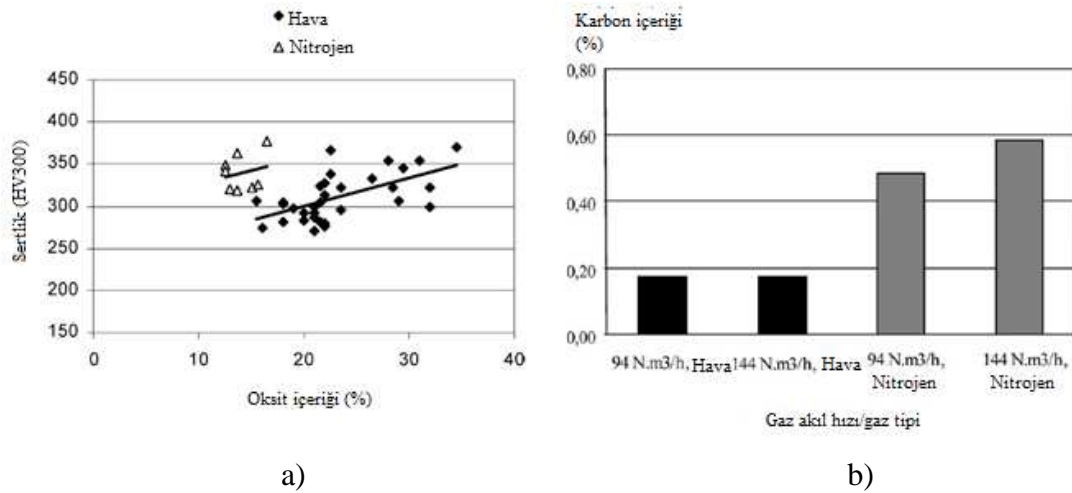 Hava
Nitrojen
Sertlik (HV300)
450
400
350
300
250
200
150
0
10
20
30
40
Oksit içeriği (%)
a)
Karbon içeriği
(%)
0,80
0,60
0,40
0,20
0,00
94 N.m3/h, Hava
144 N.m3/h, Hava
94 N.m3/h,
Nitrojen
144 N.m3/h,
Nitrojen
Gaz akıl hızı/gaz tipi
b)